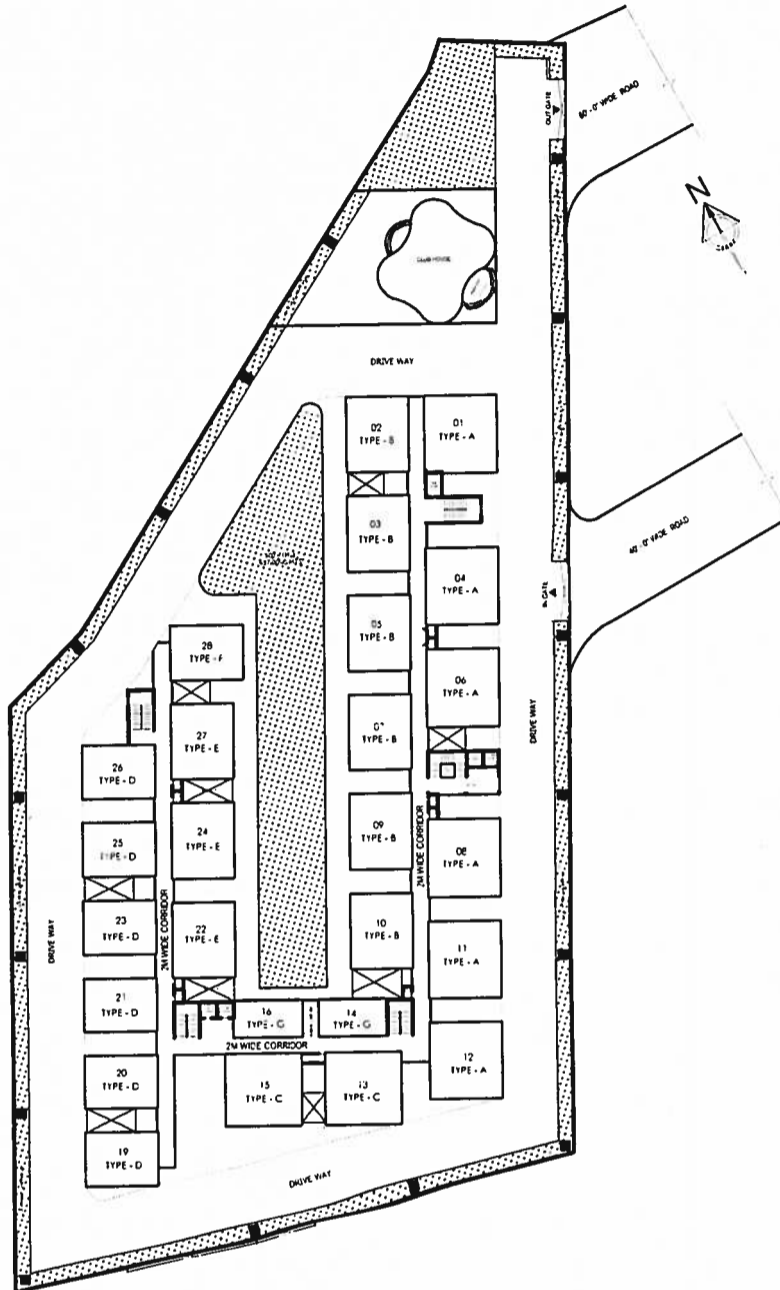 OUT GATE
60'-0" WIDE ROAD
N
CLUB HOUSE
DRIVE WAY
02
TYPE - B
01
TYPE - A
03
TYPE - B
04
TYPE - A
40'-0" WIDE ROAD
IN GATE
05
TYPE - B
28
TYPE - F
06
TYPE - A
27
TYPE - E
07
TYPE - B
DRIVE WAY
26
TYPE - D
24
TYPE - E
09
TYPE - B
08
TYPE - A
25
TYPE - D
2M WIDE CORRIDOR
23
TYPE - D
22
TYPE - E
10
TYPE - B
11
TYPE - A
DRIVE WAY
2M WIDE CORRIDOR
21
TYPE - D
16
TYPE - G
14
TYPE - G
2M WIDE CORRIDOR
20
TYPE - D
15
TYPE - C
13
TYPE - C
12
TYPE - A
19
TYPE - D
DRIVE WAY